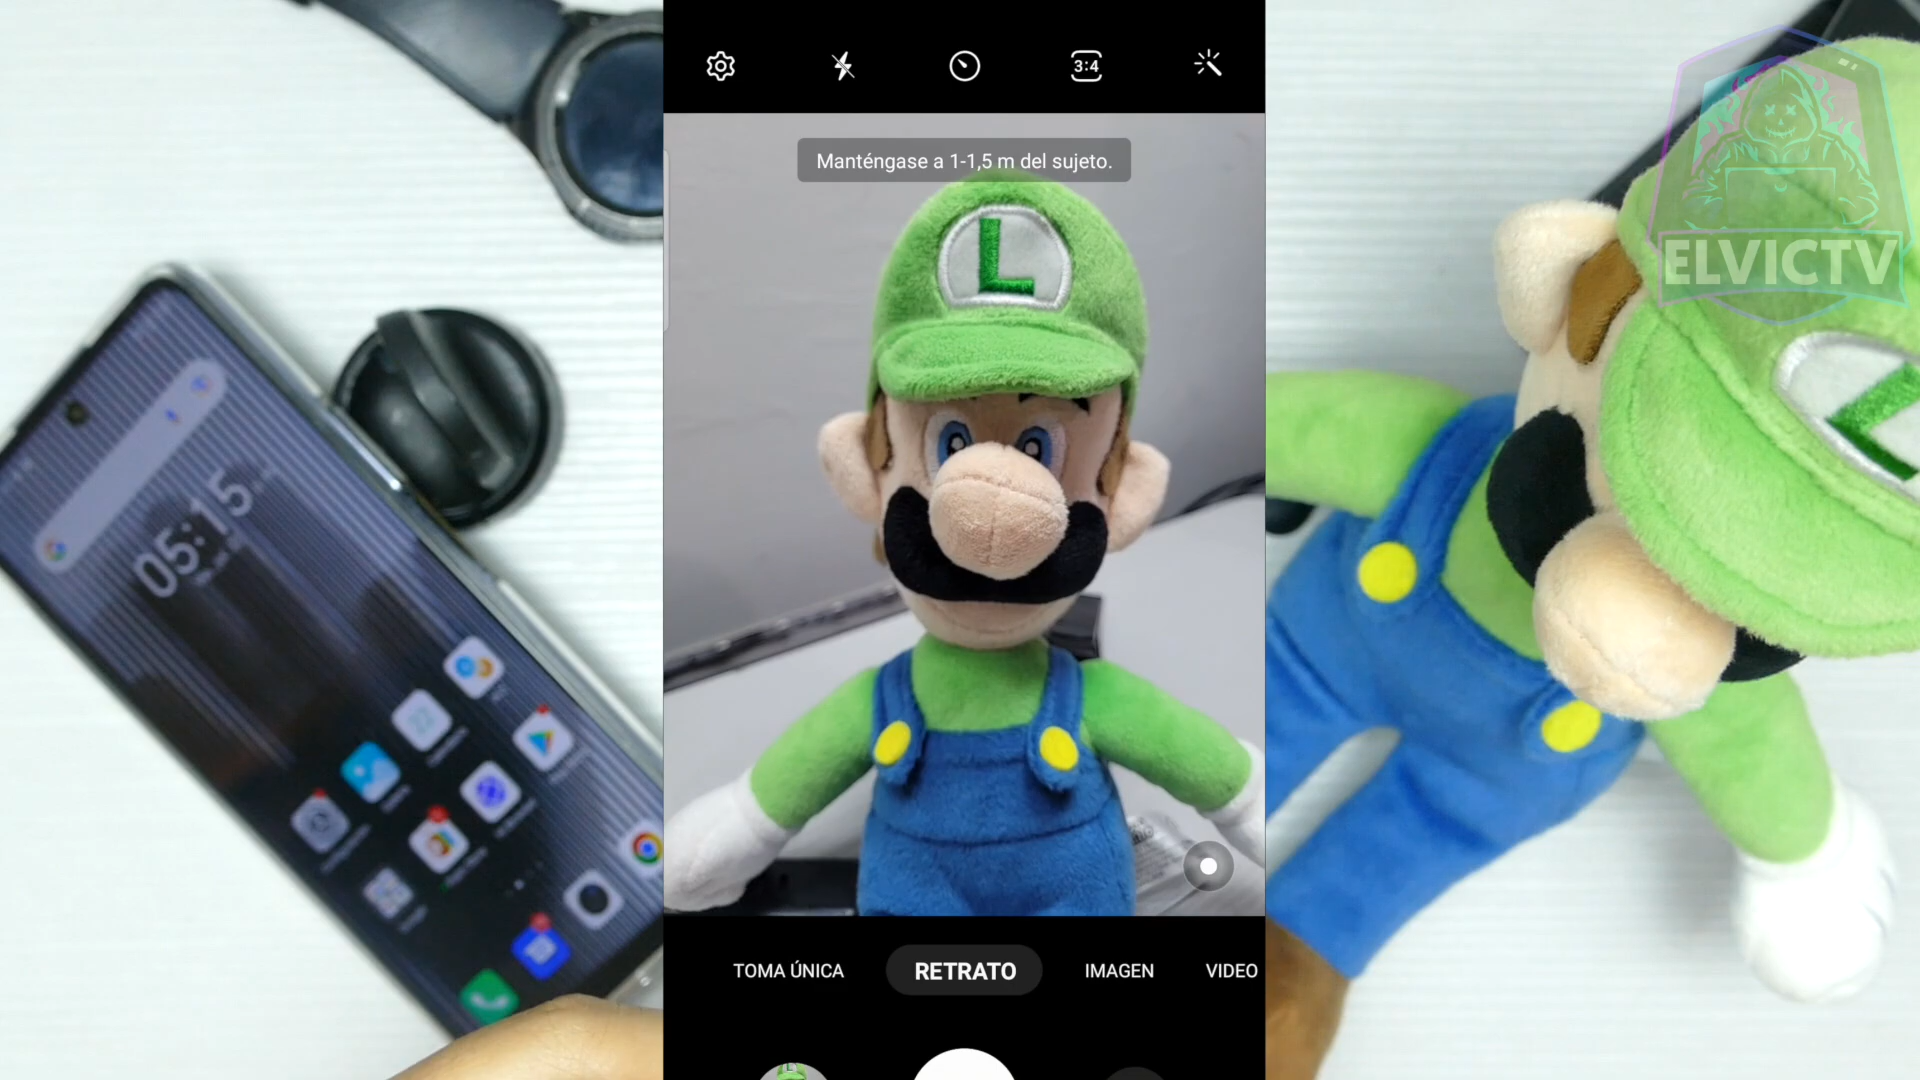 3:4
Manténgase a 1-1,5 m del sujeto.
L
TOMA ÚNICA
RETRATO
IMAGEN
VIDEO
05:15
ELVICTV
L